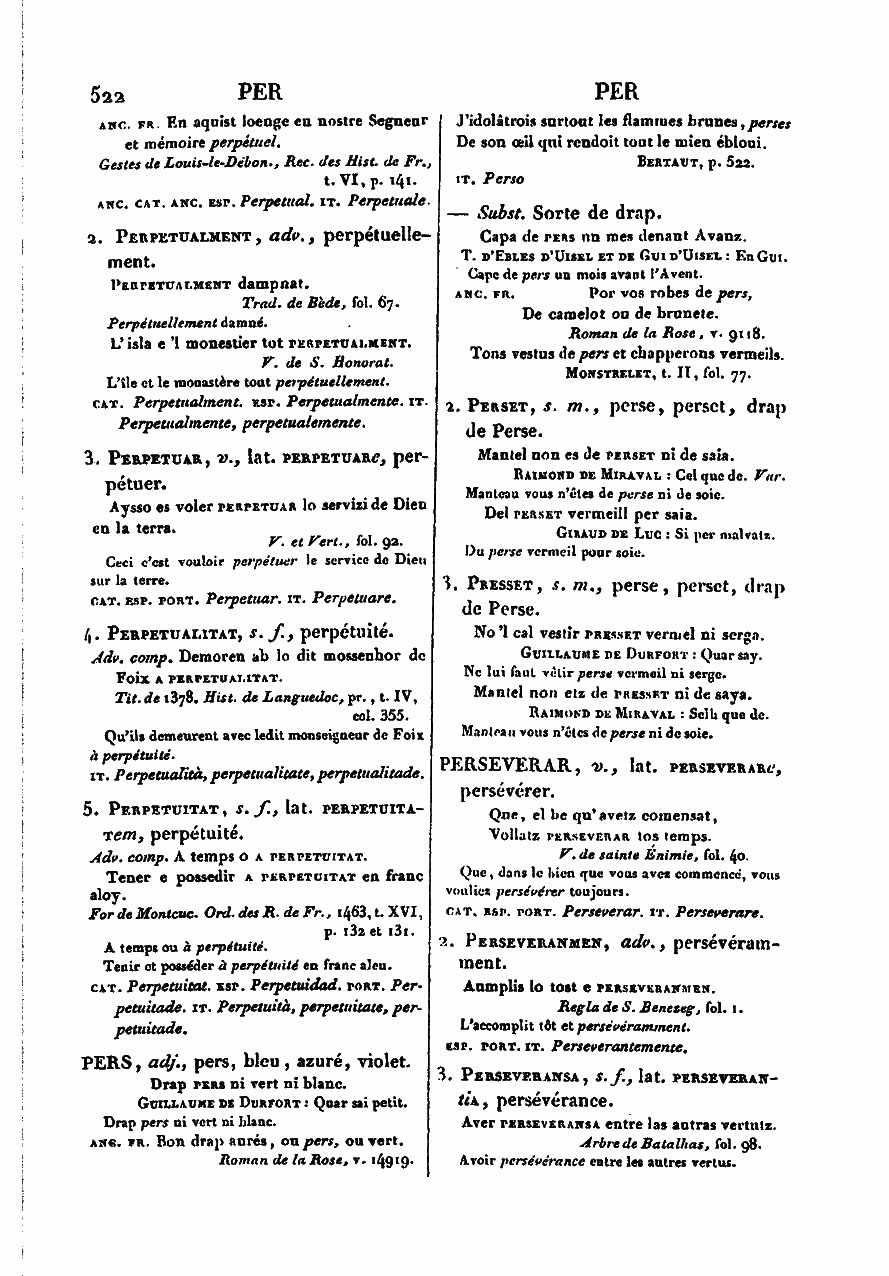 522 PER PER
ANC. FR. En aquist loenge en nostre Segneur
et mémoire perpétuel.
Gestes de Louis-le-Débon., Rec. des Hist. de Fr.,
t. VI, p. 141.
ANC. CAT. ANC. ESP. Perpetual. IT. Perpetuale.
2. PERPETUALMENT, adv., perpétuelle-
ment.
PERPETUALMENT dampnat.
Trad. de Bède, fol. 67.
Perpétuellement damné.
L' isla e 'l monestier tot PERPETUALMENT.
V. de S. Honorat.
L'île et le monastère tout perpétuellement.
CAT. Perpetualment. ESP. Perpetualmente. IT.
Perpetualmente, perpetualemente.
3. PERPETUAR, v., lat. PERPETUARe, per-
pétuer.
Aysso es voler PERPETUAR lo servizi de Dieu
en la terra.
V. et Vert., fol. 92.
Ceci c'est vouloir perpétuer le service de Dieu
sur la terre.
CAT. ESP. PORT. Perpetuar. IT. Perpetuare.
4. PERPETUALITAT, s. f., perpétuité.
Adv. comp. Demoren ab lo dit mossenhor de
Foix A PERPETUALITAT.
Tit. de 1378. Hist. de Languedoc, pr., t. IV,
col. 355.
Qu'ils demeurent avec ledit monseigneur de Foix
à perpétuité.
IT. Perpetualità, perpetualitate, perpetualitade.
5. PERPETUITAT, s. f., lat. PERPETUITA-
Tem, perpétuité.
Adv. comp. A temps O A PERPETUITAT.
Tener e possedir A PERPETUITAT en franc
aloy.
For de Montcuc. Ord. des R. de Fr., 1463, t. XVI,
p. 132 et 131.
A temps ou à perpétuité.
Tenir et posséder à perpétuité en franc aleu.
CAT. Perpetuitat. ESP. Perpetuidad. PORT. Per-
petuitade. IT. Perpetuità, perpetuitate, per-
petuitade.
PERS, adj., pers, bleu, azuré, violet.
Drap PERS ni vert ni blanc.
GUILLAUME DE DURFORT : Quar sai petit.
Drap pers ni vert ni blanc.
ANC. FR. Bon drap aurés, ou pers, ou vert.
Roman de la Rose, v. 14919.
J'idolâtrois surtout les flammes brunes, perses
De son œil qui rendoit tout le mien ébloui.
BERTAUT, p. 522.
IT. Perso
— Subst. Sorte de drap.
Capa de PERS un mes denant Avanz.
T. D'EBLES D'UISEL ET DE GUI D'UISEL : En Gui.
Cape de pers un mois avant l'Avent.
ANC. FR. Por vos robes de pers,
De camelot ou de brunete.
Roman de la Rose, v. 9118.
Tons vestus de pers et chapperons vermeils.
MONSTRELET, t. II, fol. 77.
2. PERSET, s. m., perse, perset, drap
de Perse.
Mantel non es de PERSET ni de saia.
RAIMOND DE MIRAVAL : Cel que de. Var.
Manteau vous n'êtes de perse ni de soie.
Del PERSET vermeill per saia.
GIRAUD DE LUC : Si per malvatz.
Du perse vermeil pour soie.
3. PRESSET, s. m., perse, perset, drap
de Perse.
No 'l cal vestir PRESSET vermel ni serga.
GUILLAUME DE DURFORT : Quar say.
Ne lui faut vêtir perse vermeil ni serge.
Mantel non etz de PRESSET ni de saya.
RAIMOND DE MIRAVAL : Selh que de.
Manteau vous n'êtes de perse ni de soie.
PERSEVERAR, v., lat. PERSEVERARe,
persévérer.
Que, el be qu' avetz comensat,
Vollatz PERSEVERAR tos temps.
V. de sainte Énimie, fol. 40.
Que, dans le bien que vous avez commencé, vous
vouliez persévérer toujours.
CAT. ESP. PORT. Perseverar. IT. Perseverare.
2. PERSEVERANMEN, adv., persévéram-
ment.
Aumplis lo tost e PERSEVERANMEN.
Regla de S. Benezeg, fol. 1.
L'accomplit tôt et persévéramment.
ESP. PORT. IT. Perseverantemente.
3. PERSEVERANSA, s. f., lat. PERSEVERAN-
tiA, persévérance.
Aver PERSEVERANSA entre las autras vertutz.
Arbre de Batalhas, fol. 98.
Avoir persévérance entre les autres vertus.